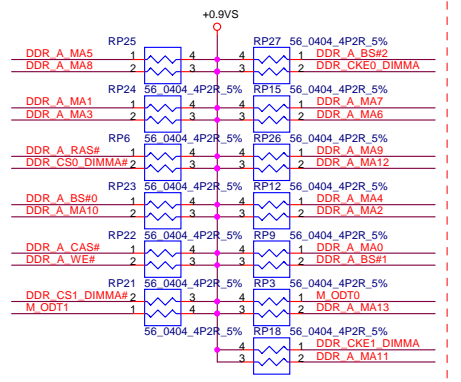 +0.9VS
RP25 RP27 56_0404_4P2R_5%
DDR_A_MA5 1 4 4 1 DDR_A_BS#2
DDR_A_MA8 2 3 3 2 DDR_CKE0_DIMMA
RP24 56_0404_4P2R_5% RP15 56_0404_4P2R_5%
DDR_A_MA1 1 4 4 1 DDR_A_MA7
DDR_A_MA3 2 3 3 2 DDR_A_MA6
RP6 56_0404_4P2R_5% RP26 56_0404_4P2R_5%
DDR_A_RAS# 1 4 4 1 DDR_A_MA9
DDR_CS0_DIMMA# 2 3 3 2 DDR_A_MA12
RP23 56_0404_4P2R_5% RP12 56_0404_4P2R_5%
DDR_A_BS#0 1 4 4 1 DDR_A_MA4
DDR_A_MA10 2 3 3 2 DDR_A_MA2
RP22 56_0404_4P2R_5% RP9 56_0404_4P2R_5%
DDR_A_CAS# 1 4 4 1 DDR_A_MA0
DDR_A_WE# 2 3 3 2 DDR_A_BS#1
RP21 56_0404_4P2R_5% RP3 56_0404_4P2R_5%
DDR_CS1_DIMMA# 2 3 4 1 M_ODT0
M_ODT1 1 4 3 2 DDR_A_MA13
56_0404_4P2R_5% RP18 56_0404_4P2R_5%
4 1 DDR_CKE1_DIMMA
3 2 DDR_A_MA11